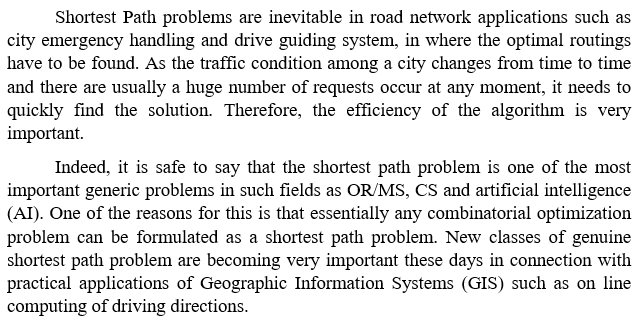 Shortest Path problems are inevitable in road network applications such as
city emergency handling and drive guiding system, in where the optimal routings
have to be found. As the traffic condition among a city changes from time to time
and there are usually a huge number of requests occur at any moment, it needs to
quickly find the solution. Therefore, the efficiency of the algorithm is very
important.
Indeed, it is safe to say that the shortest path problem is one of the most
important generic problems in such fields as OR/MS, CS and artificial intelligence
(AI). One of the reasons for this is that essentially any combinatorial optimization
problem can be formulated as a shortest path problem. New classes of genuine
shortest path problem are becoming very important these days in connection with
practical applications of Geographic Information Systems (GIS) such as on line
computing of driving directions.